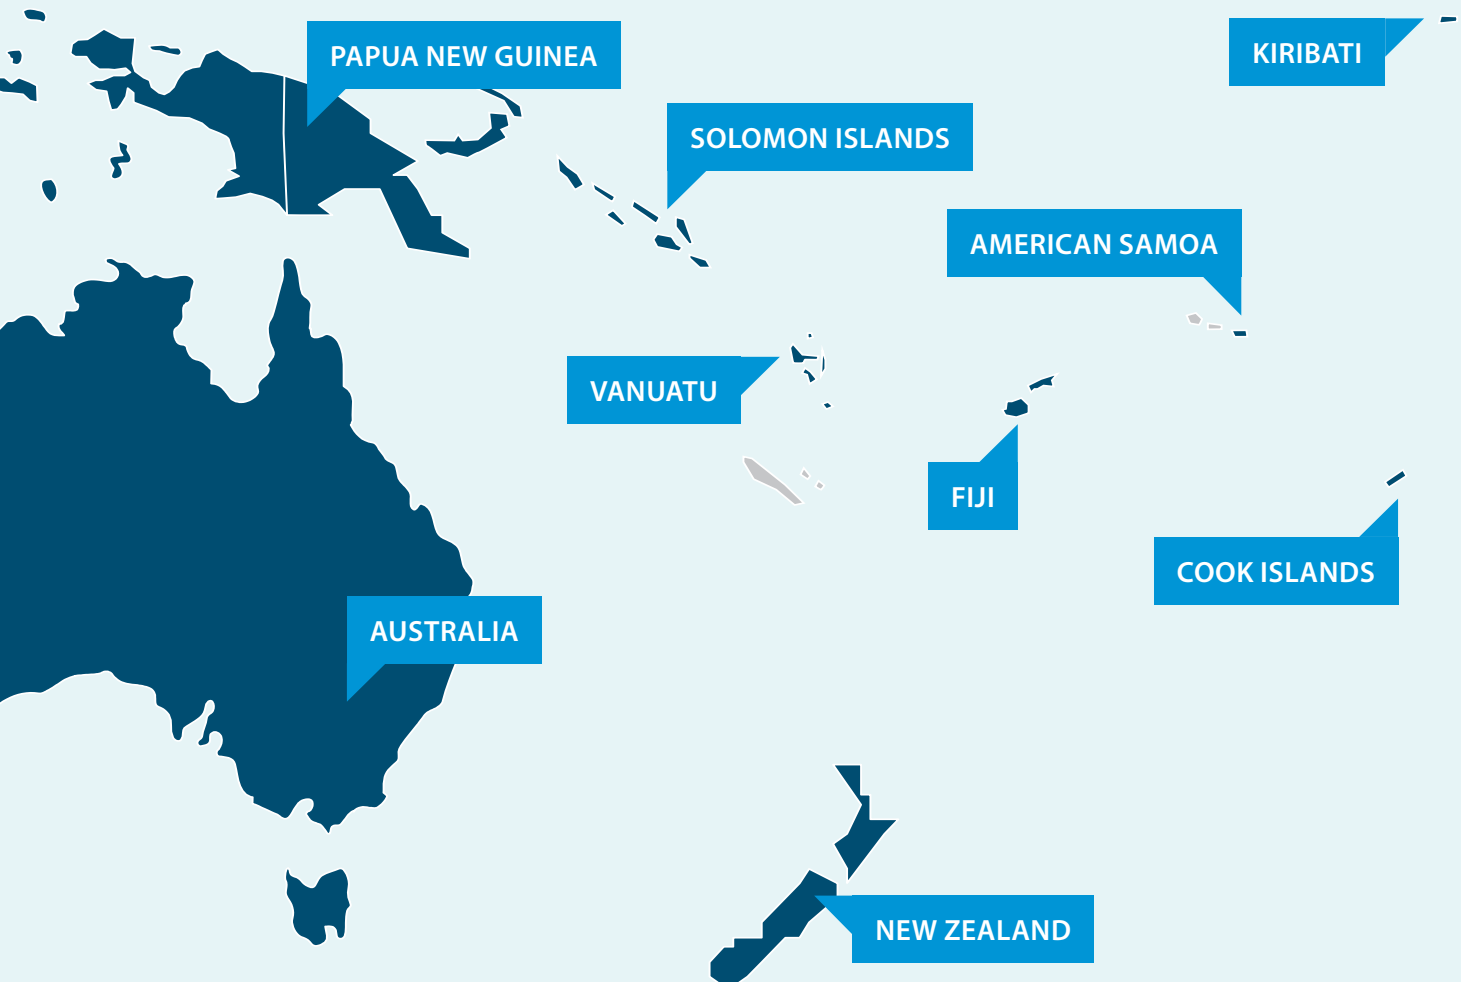 PAPUA NEW GUINEA
KIRIBATI
SOLOMON ISLANDS
AMERICAN SAMOA
VANUATU
FIJI
COOK ISLANDS
AUSTRALIA
NEW ZEALAND